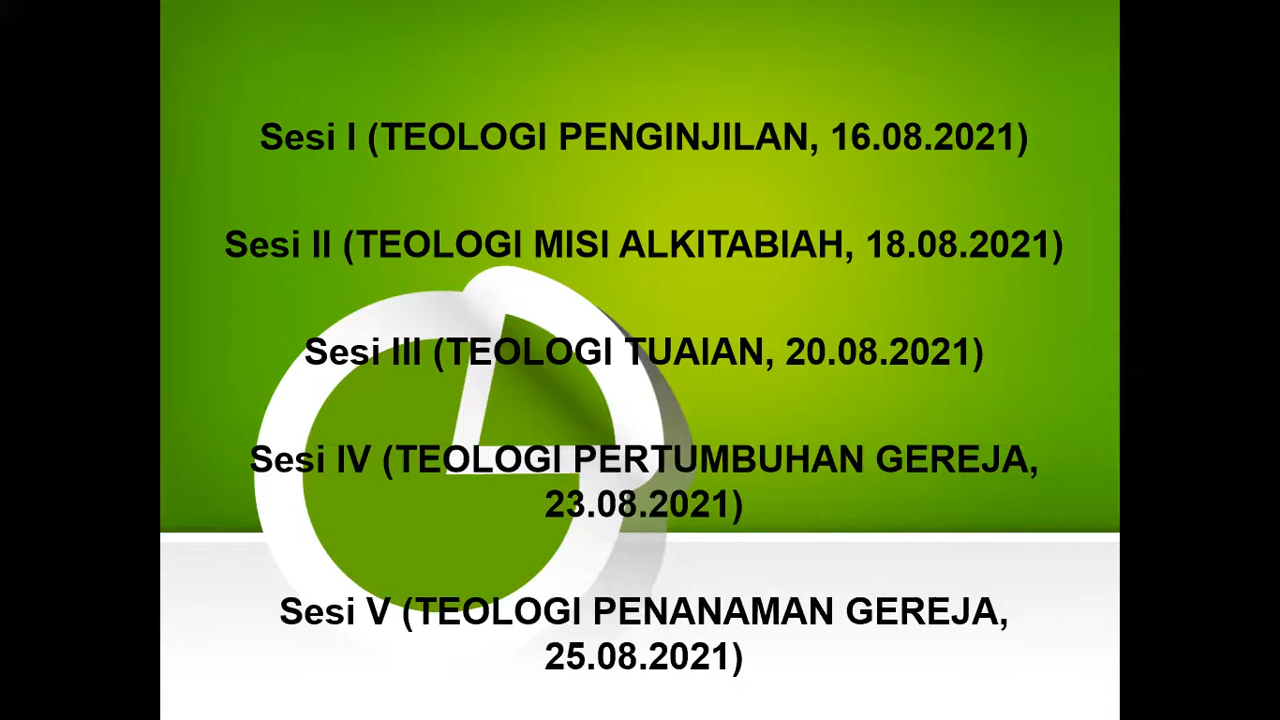 Sesi I (TEOLOGI PENGINJILAN, 16.08.2021)
Sesi II (TEOLOGI MISI ALKITABIAH, 18.08.2021)
Sesi III (TEOLOGI TUAIAN, 20.08.2021)
Sesi IV (TEOLOGI PERTUMBUHAN GEREJA,
23.08.2021)
Sesi V (TEOLOGI PENANAMAN GEREJA,
25.08.2021)